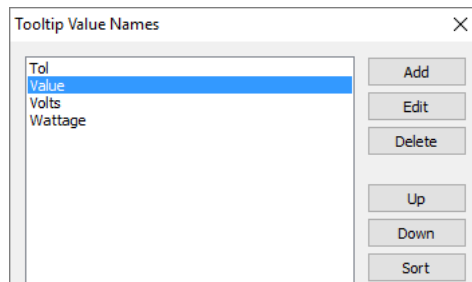 Tooltip Value Names
Tol
Value
Volts
Wattage
Add
Edit
Delete
Up
Down
Sort